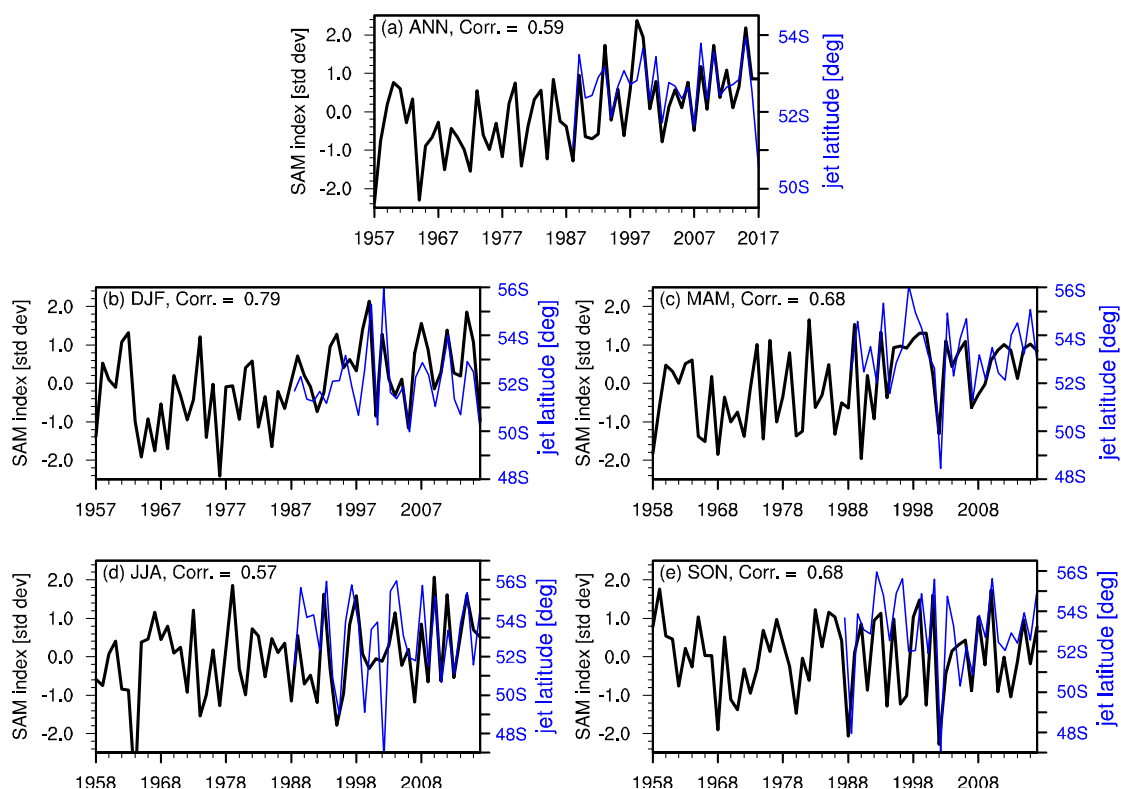 (a) ANN, Corr. = 0.59
SAM index [std dev]
2.0
1.0
0.0
-1.0
-2.0
54S
52S
50S
jet latitude [deg]
1957 1967 1977 1987 1997 2007 2017
(b) DJF, Corr. = 0.79
SAM index [std dev]
2.0
1.0
0.0
-1.0
-2.0
56S
54S
52S
50S
48S
jet latitude [deg]
1957 1967 1977 1987 1997 2007
(c) MAM, Corr. = 0.68
SAM index [std dev]
2.0
1.0
0.0
-1.0
-2.0
56S
54S
52S
50S
48S
jet latitude [deg]
1958 1968 1978 1988 1998 2008
(d) JJA, Corr. = 0.57
SAM index [std dev]
2.0
1.0
0.0
-1.0
-2.0
56S
54S
52S
50S
48S
jet latitude [deg]
1958 1968 1978 1988 1998 2008
(e) SON, Corr. = 0.68
SAM index [std dev]
2.0
1.0
0.0
-1.0
-2.0
56S
54S
52S
50S
48S
jet latitude [deg]
1958 1968 1978 1988 1998 2008